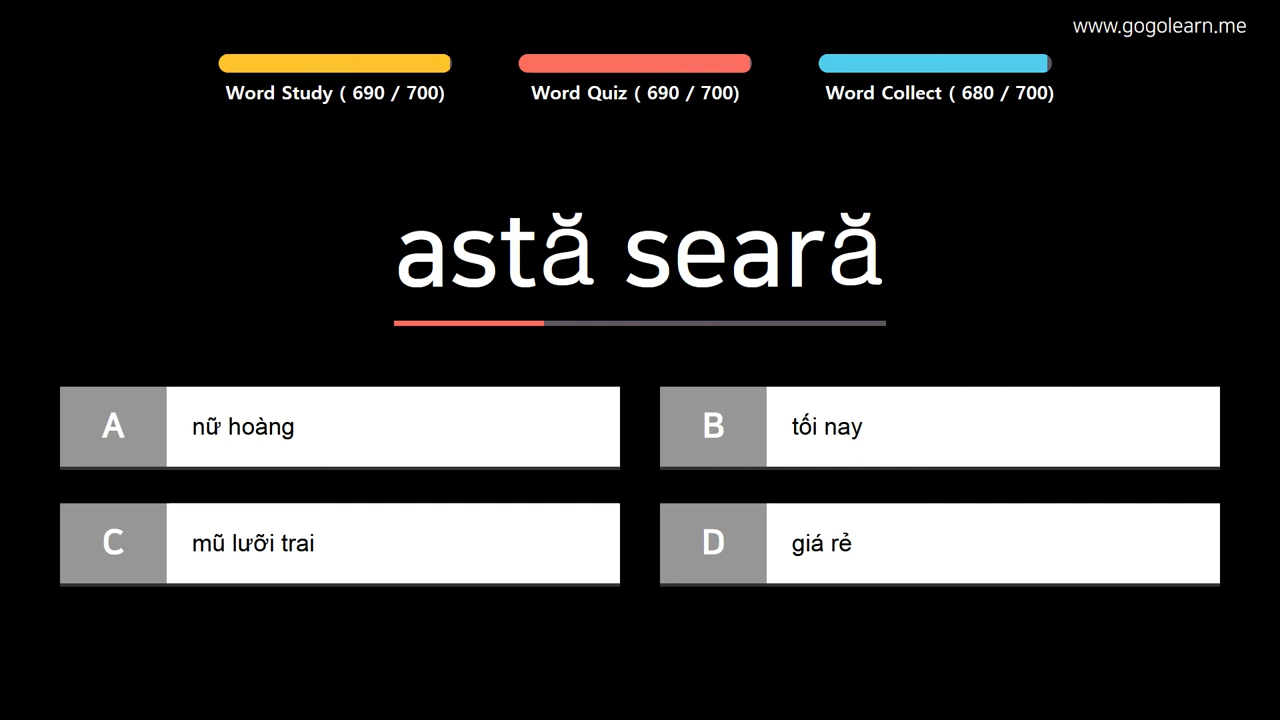 www.gogolearn.me
Word Study ( 690 / 700)
Word Quiz ( 690 / 700)
Word Collect ( 680 / 700)
astă seară
A
nữ hoàng
B
tối nay
C
mũ lưỡi trai
D
giá rẻ